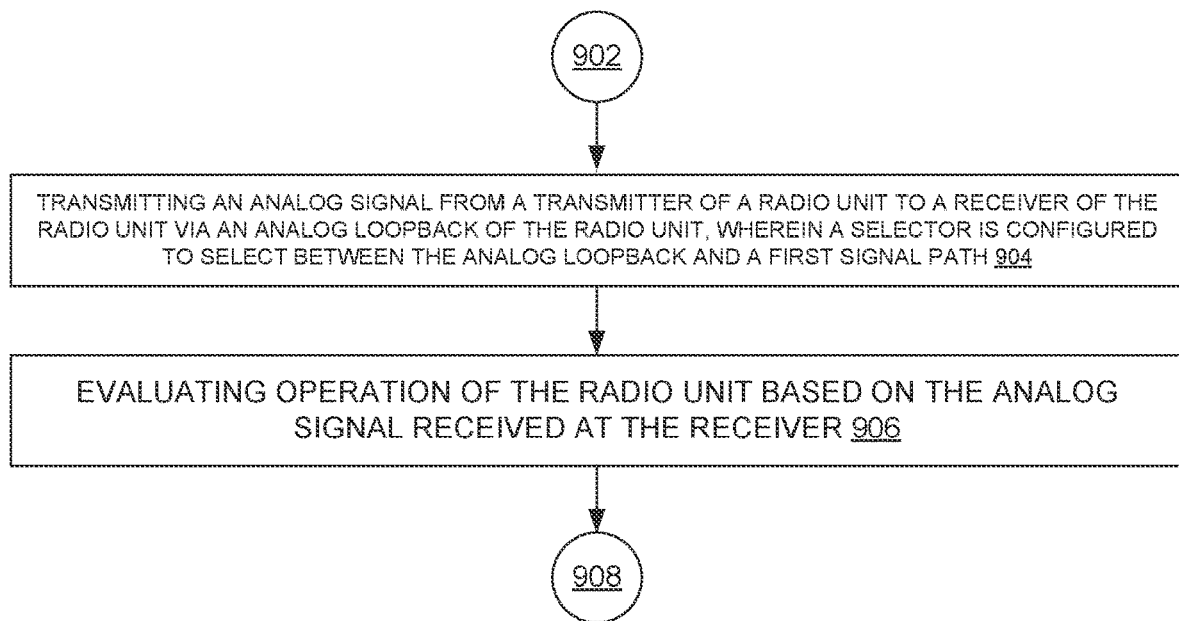 902
TRANSMITTING AN ANALOG SIGNAL FROM A TRANSMITTER OF A RADIO UNIT TO A RECEIVER OF THE
RADIO UNIT VIA AN ANALOG LOOPBACK OF THE RADIO UNIT, WHEREIN A SELECTOR IS CONFIGURED
TO SELECT BETWEEN THE ANALOG LOOPBACK AND A FIRST SIGNAL PATH 904
EVALUATING OPERATION OF THE RADIO UNIT BASED ON THE ANALOG
SIGNAL RECEIVED AT THE RECEIVER 906
908